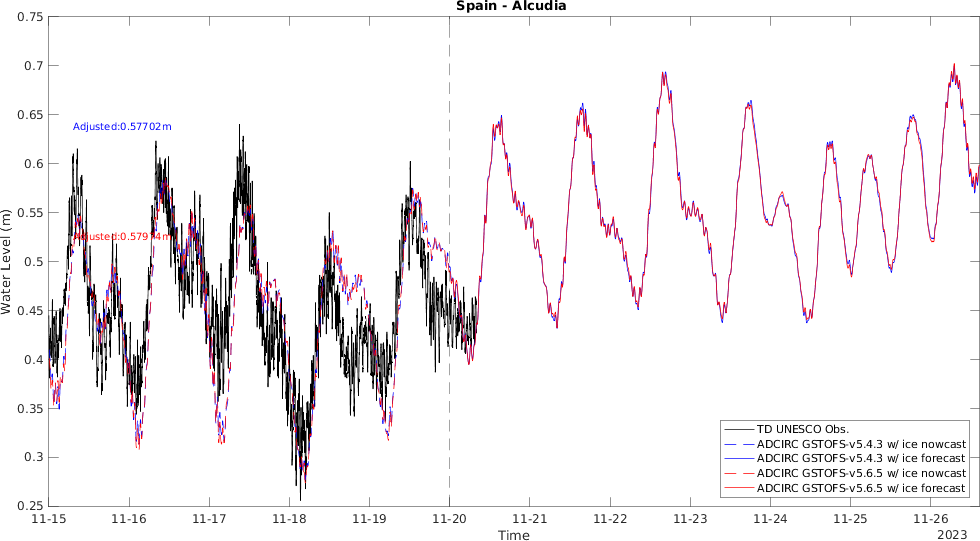 Spain - Alcudia
0.75
0.7
0.65
0.6
0.55
0.5
0.45
0.4
0.35
0.3
0.25
Water Level (m)
Adjusted:0.57702m
Adjusted:0.57974m
TD UNESCO Obs.
ADCIRC GSTOFS-v5.4.3 w/ ice nowcast
ADCIRC GSTOFS-v5.4.3 w/ ice forecast
ADCIRC GSTOFS-v5.6.5 w/ ice nowcast
ADCIRC GSTOFS-v5.6.5 w/ ice forecast
11-15 11-16 11-17 11-18 11-19 11-20 11-21 11-22 11-23 11-24 11-25 11-26
Time
2023